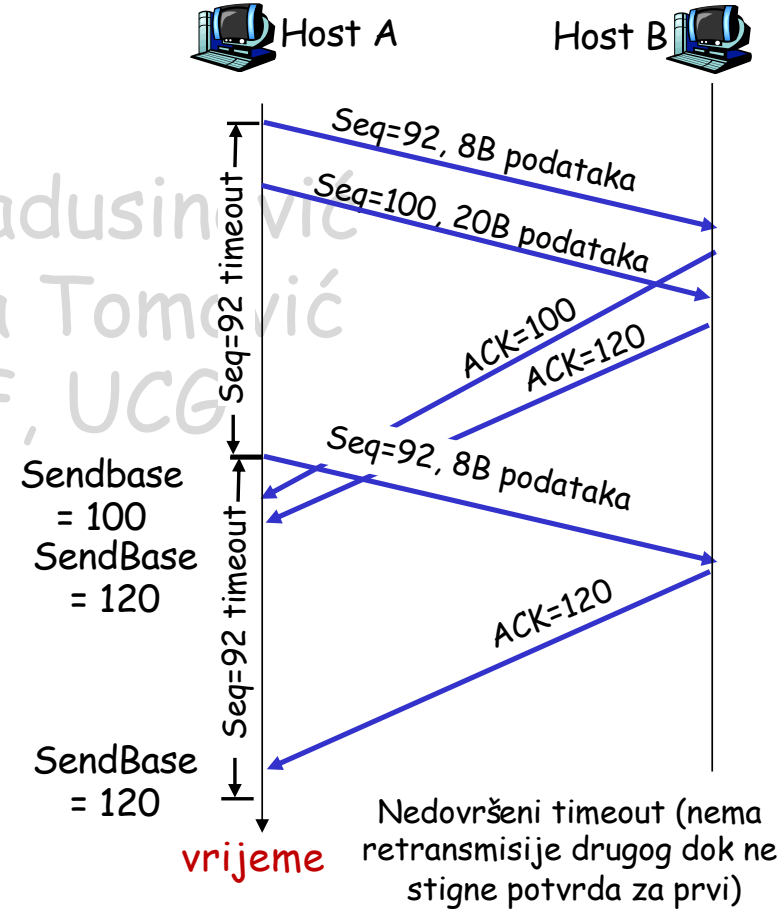 Host A
Host B
Seq=92, 8B podataka
Seq=100, 20B podataka
Seq=92 timeout
ACK=100
ACK=120
Seq=92, 8B podataka
Sendbase
= 100
SendBase
= 120
Seq=92 timeout
ACK=120
SendBase
= 120
vrijeme
Nedovršeni timeout (nema
retransmisije drugog dok ne
stigne potvrda za prvi)
Tomović
UCG